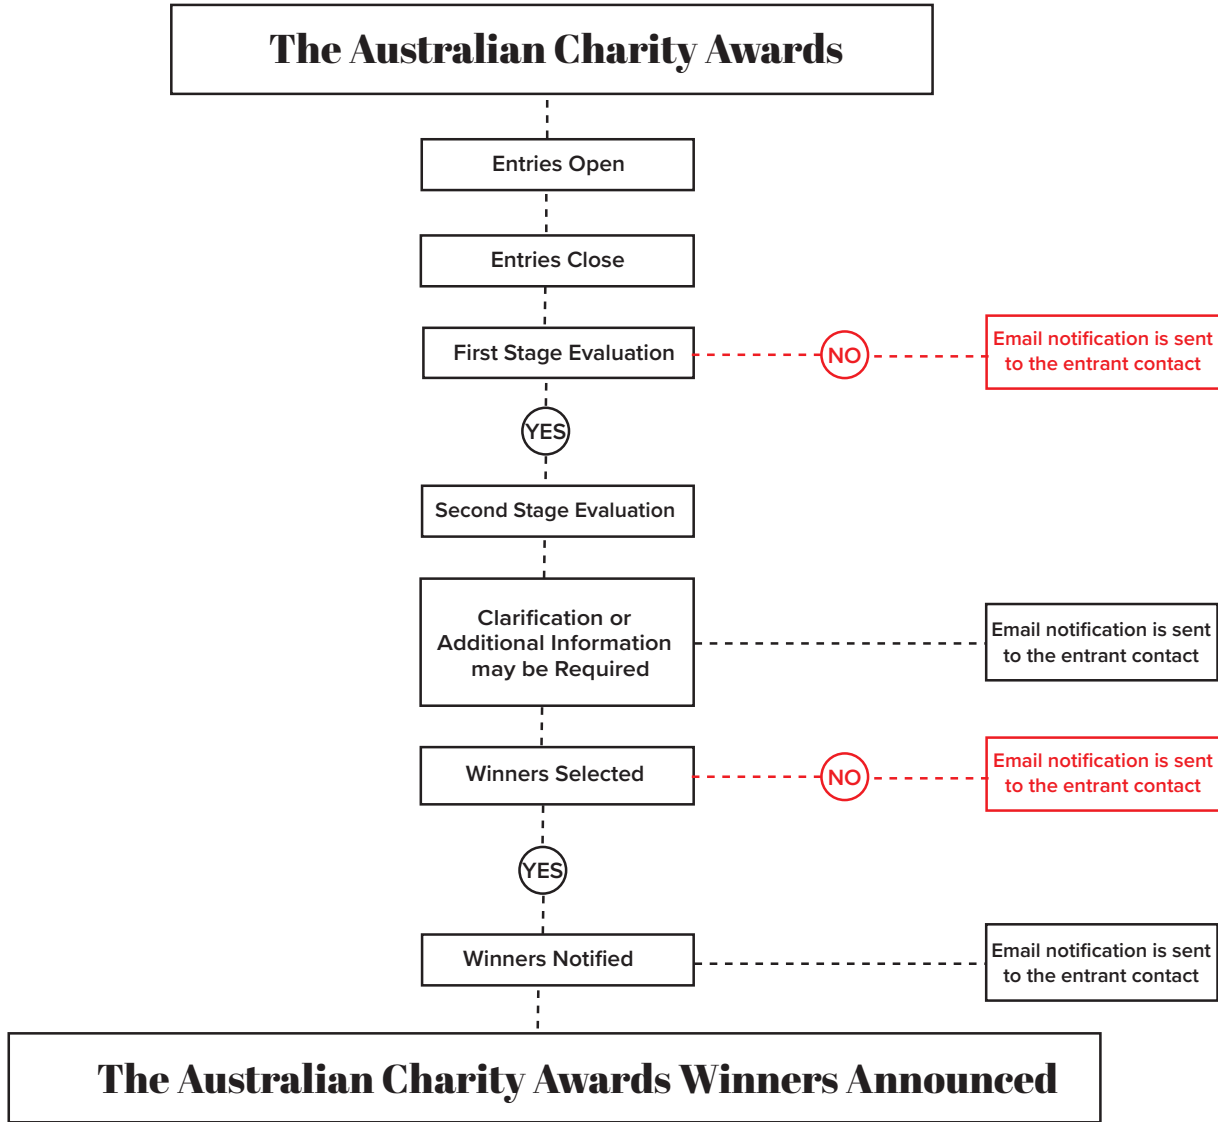 The Australian Charity Awards
Entries Open
Entries Close
First Stage Evaluation
NO
Email notification is sent
to the entrant contact
YES
Second Stage Evaluation
Clarification or
Additional Information
may be Required
Email notification is sent
to the entrant contact
Winners Selected
NO
Email notification is sent
to the entrant contact
YES
Winners Notified
Email notification is sent
to the entrant contact
The Australian Charity Awards Winners Announced